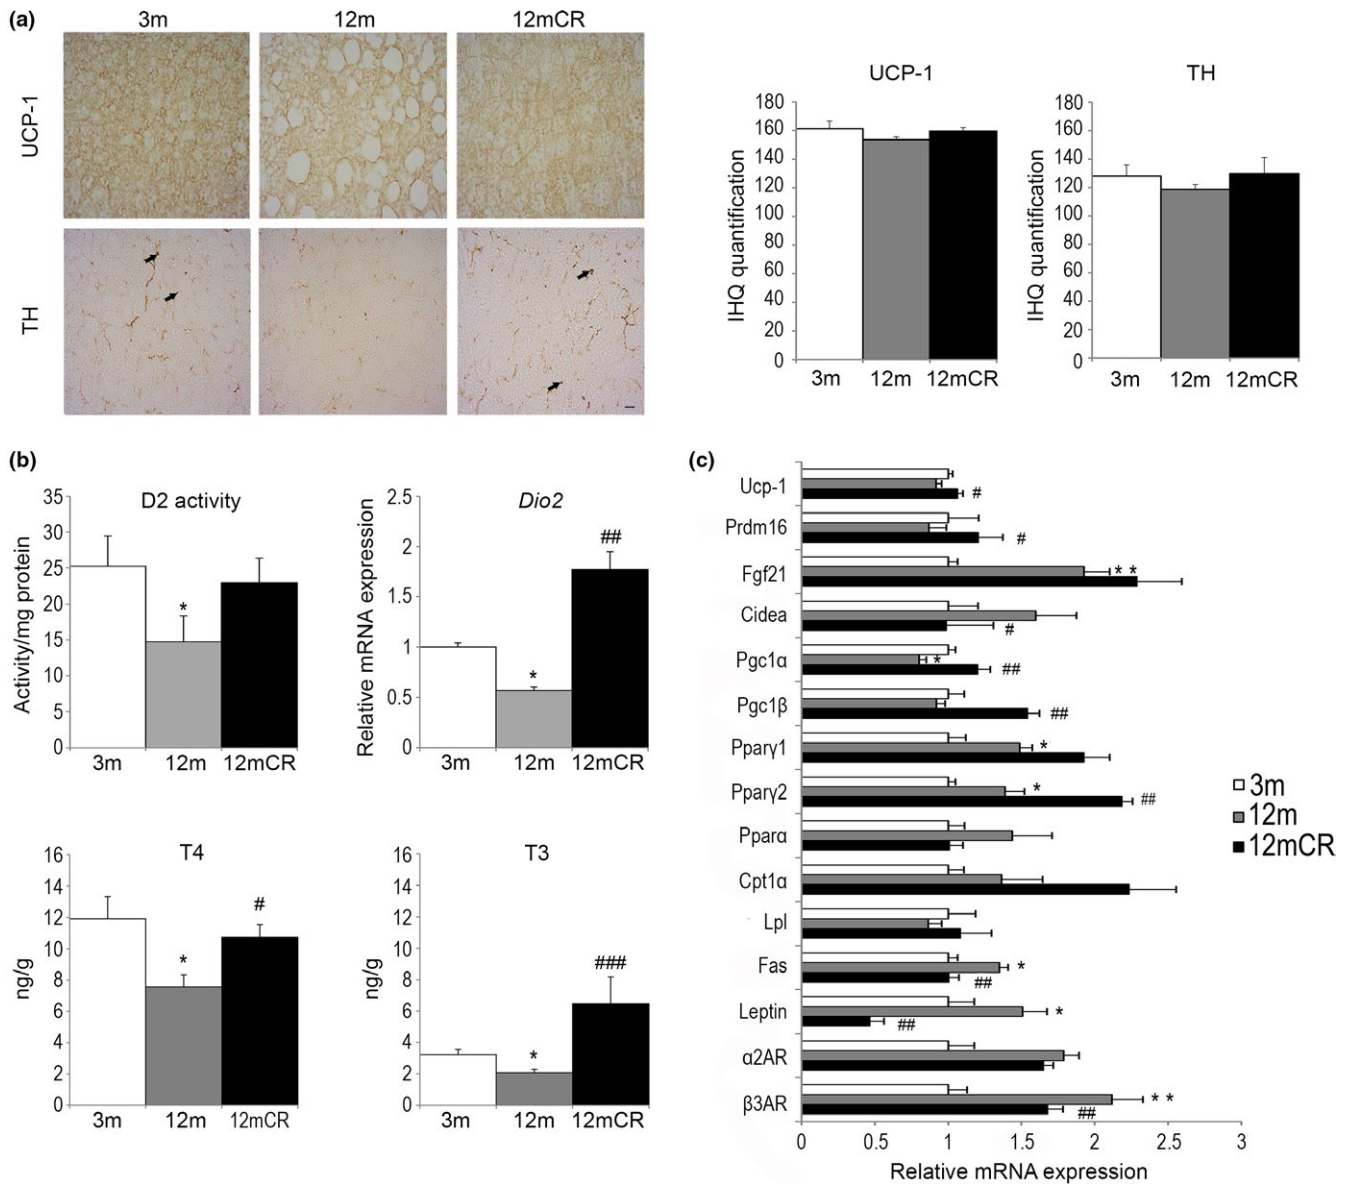 (a)
3m 12m 12mCR
UCP-1
TH
UCP-1
IHQ quantification
180
160
140
120
100
80
60
40
20
0
3m 12m 12mCR
TH
IHQ quantification
180
160
140
120
100
80
60
40
20
0
3m 12m 12mCR
(b)
D2 activity
Activity/mg protein
35
30
25
20
15
10
5
0
*
3m 12m 12mCR
Dio2
Relative mRNA expression
2.5
2
1.5
1
0.5
0
*
##
3m 12m 12mCR
T4
ng/g
16
14
12
10
8
6
4
2
0
*
#
3m 12m 12mCR
T3
ng/g
16
14
12
10
8
6
4
2
0
*
###
3m 12m 12mCR
(c)
Ucp-1 #
Prdm16 #
Fgf21 * *
Cidea #
Pgc1α * ##
Pgc1β ##
Pparγ1 *
Pparγ2 * ##
Pparα
Cpt1α
Lpl
Fas * ##
Leptin * ##
α2AR
β3AR * * ##
0 0.5 1 1.5 2 2.5 3
Relative mRNA expression
3m
12m
12mCR